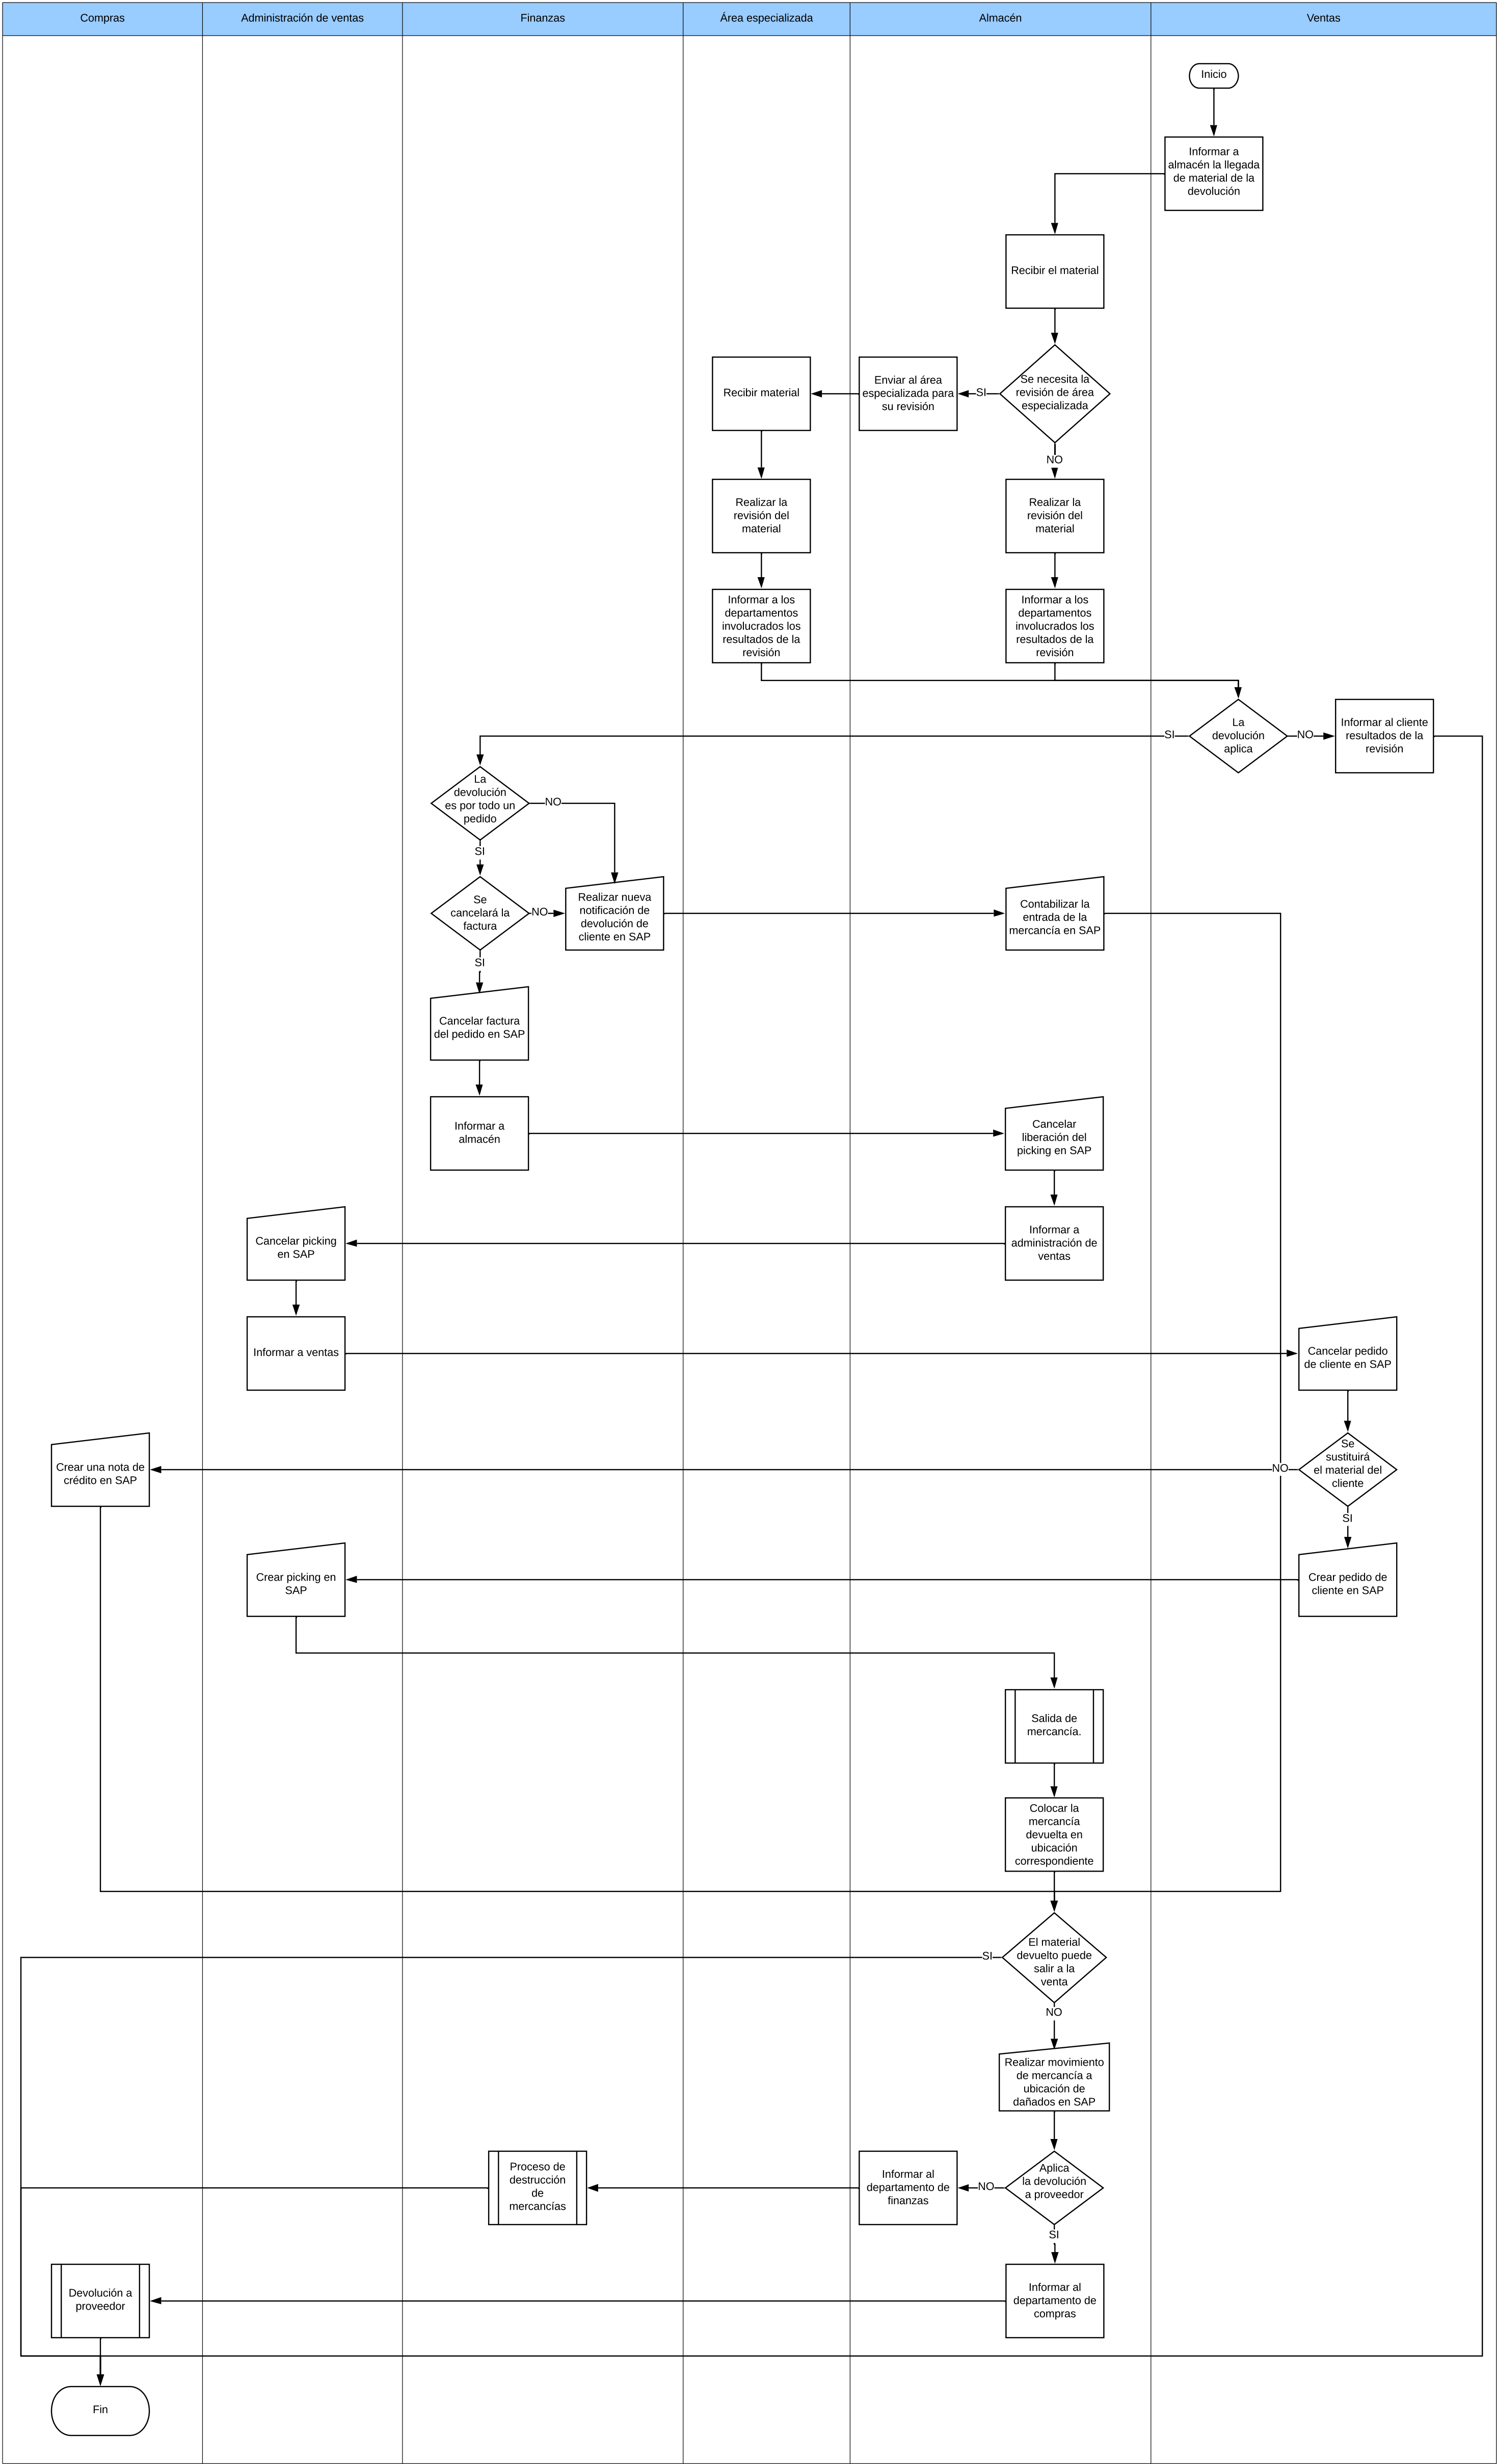 Compras
Administración de ventas
Finanzas
Área especializada
Almacén
Ventas
Inicio
Informar a
almacén la llegada
de material de la
devolución
Recibir el material
Se necesita la
revisión de área
especializada
SI
Enviar al área
especializada para
su revisión
Recibir material
NO
Realizar la
revisión del
material
Realizar la
revisión del
material
Informar a los
departamentos
involucrados los
resultados de la
revisión
Informar a los
departamentos
involucrados los
resultados de la
revisión
La
devolución
aplica
NO
Informar al cliente
resultados de la
revisión
SI
La
devolución
es por todo un
pedido
NO
SI
Se
cancelará la
factura
NO
Realizar nueva
notificación de
devolución de
cliente en SAP
Contabilizar la
entrada de la
mercancía en SAP
SI
Cancelar factura
del pedido en SAP
Informar a
almacén
Cancelar
liberación del
picking en SAP
Informar a
administración de
ventas
Cancelar picking
en SAP
Informar a ventas
Cancelar pedido
de cliente en SAP
Se
sustituirá
el material del
cliente
NO
Crear una nota de
crédito en SAP
SI
Crear pedido de
cliente en SAP
Crear picking en
SAP
Salida de
mercancía.
Colocar la
mercancía
devuelta en
ubicación
correspondiente
El material
devuelto puede
salir a la
venta
SI
NO
Realizar movimiento
de mercancía a
ubicación de
dañados en SAP
Aplica
la devolución
a proveedor
NO
Informar al
departamento de
finanzas
Proceso de
destrucción
de
mercancías
SI
Informar al
departamento de
compras
Devolución a
proveedor
Fin